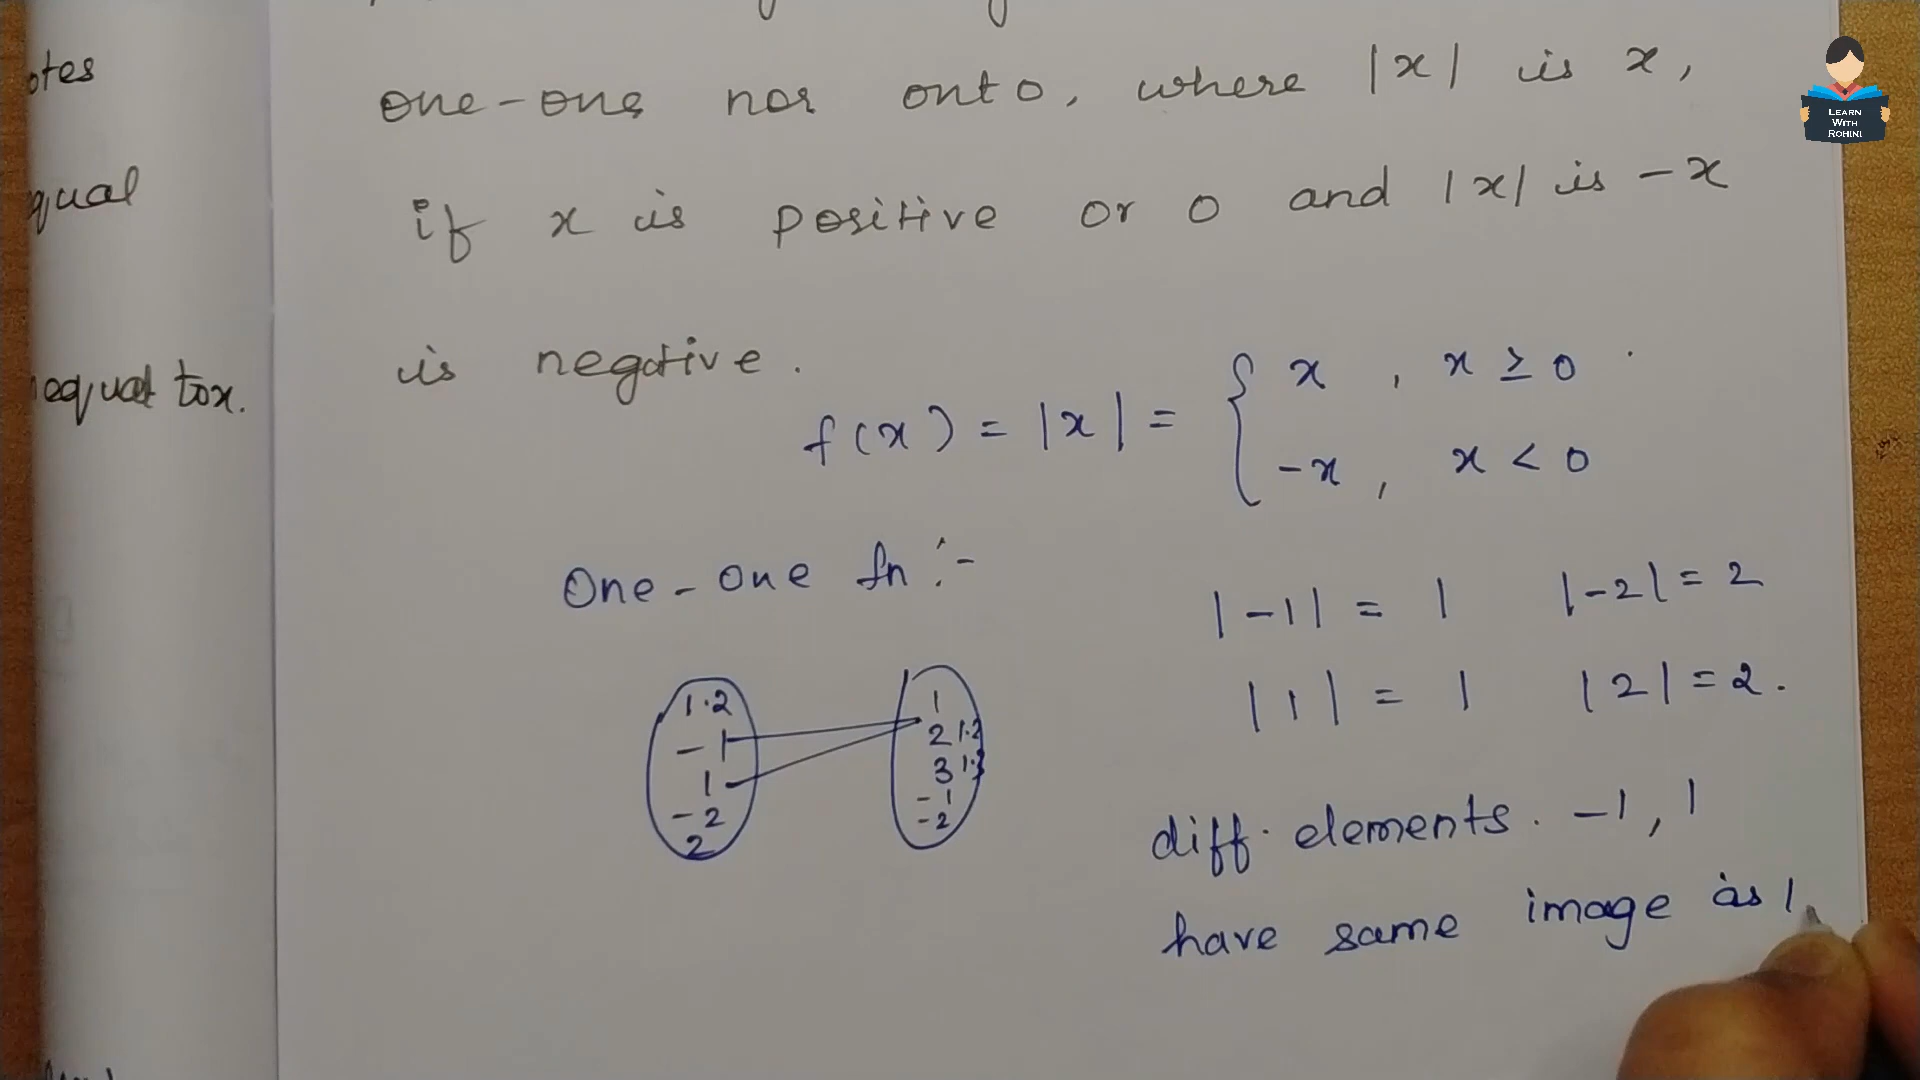 otes
qual
equal to x.
one-one nor onto, where |x| is x,
if x is positive or 0 and |x| is -x
is negative.
f(x) = |x| = { x , x ≥ 0
-x , x < 0
One-one fn :-
|-1| = 1 |-2| = 2
|1| = 1 |2| = 2.
1.2
-1
1
-2
2
1
2 1.2
3 1.3
-1
-2
diff. elements. -1, 1
have same image as 1.
LEARN
WITH
ROHINI